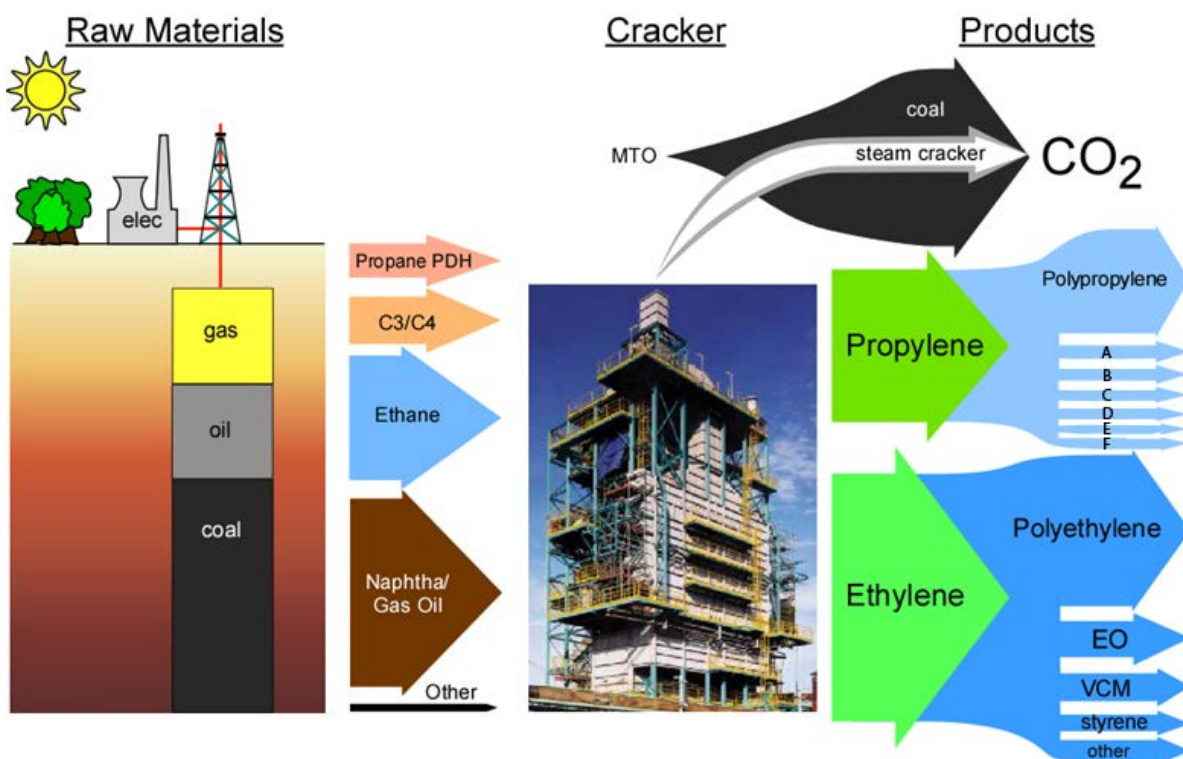 Raw Materials
Cracker
Products
elec
gas
oil
coal
Propane PDH
C3/C4
Ethane
Naphtha/
Gas Oil
Other
MTO
coal
steam cracker
CO2
Propylene
Polypropylene
A
B
C
D
E
F
Ethylene
Polyethylene
EO
VCM
styrene
other